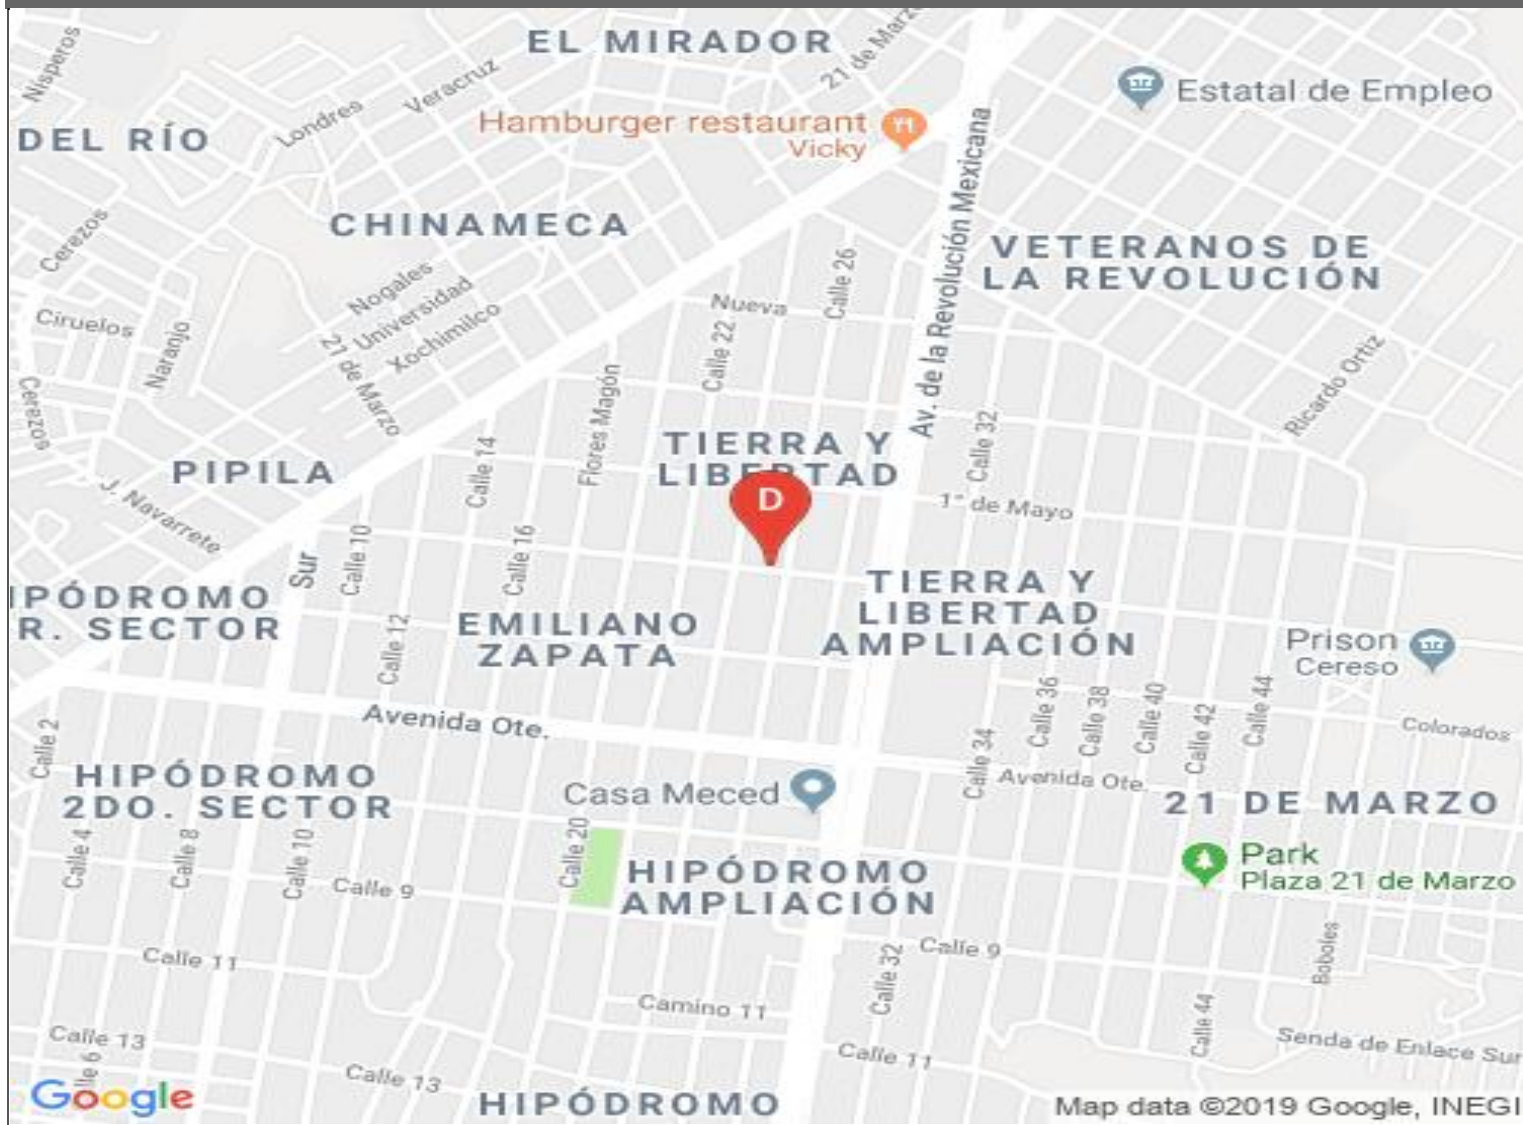 EL MIRADOR
21 de Marzo
Nisperos
Veracruz
Londres
Estatal de Empleo
Hamburger restaurant
Vicky
DEL RÍO
Av. de la Revolución Mexicana
CHINAMECA
Cerezos
VETERANOS DE
LA REVOLUCIÓN
Calle 26
Nogales
Universidad
Xochimilco
21 de Marzo
Nueva
Calle 22
Ciruelos
Naranjo
Cerezos
Ricardo Ortiz
Flores Magón
Calle 14
Calle 32
TIERRA Y
LIBERTAD
D
PIPILA
J. Navarrete
1° de Mayo
Sur
Calle 10
Calle 16
IPÓDROMO
R. SECTOR
TIERRA Y
LIBERTAD
AMPLIACIÓN
EMILIANO
ZAPATA
Calle 12
Prison
Cereso
Calle 36
Calle 38
Calle 40
Calle 42
Calle 44
Colorados
Avenida Ote.
Calle 2
Calle 34
Avenida Ote.
HIPÓDROMO
2DO. SECTOR
Casa Meced
21 DE MARZO
Calle 4
Calle 8
Calle 10
Calle 20
Calle 9
HIPÓDROMO
AMPLIACIÓN
Park
Plaza 21 de Marzo
Calle 11
Calle 32
Calle 9
Boboles
Camino 11
Calle 44
Calle 13
Calle 11
Senda de Enlace Sur
lle 6
Calle 13
Google
HIPÓDROMO
Map data ©2019 Google, INEGI